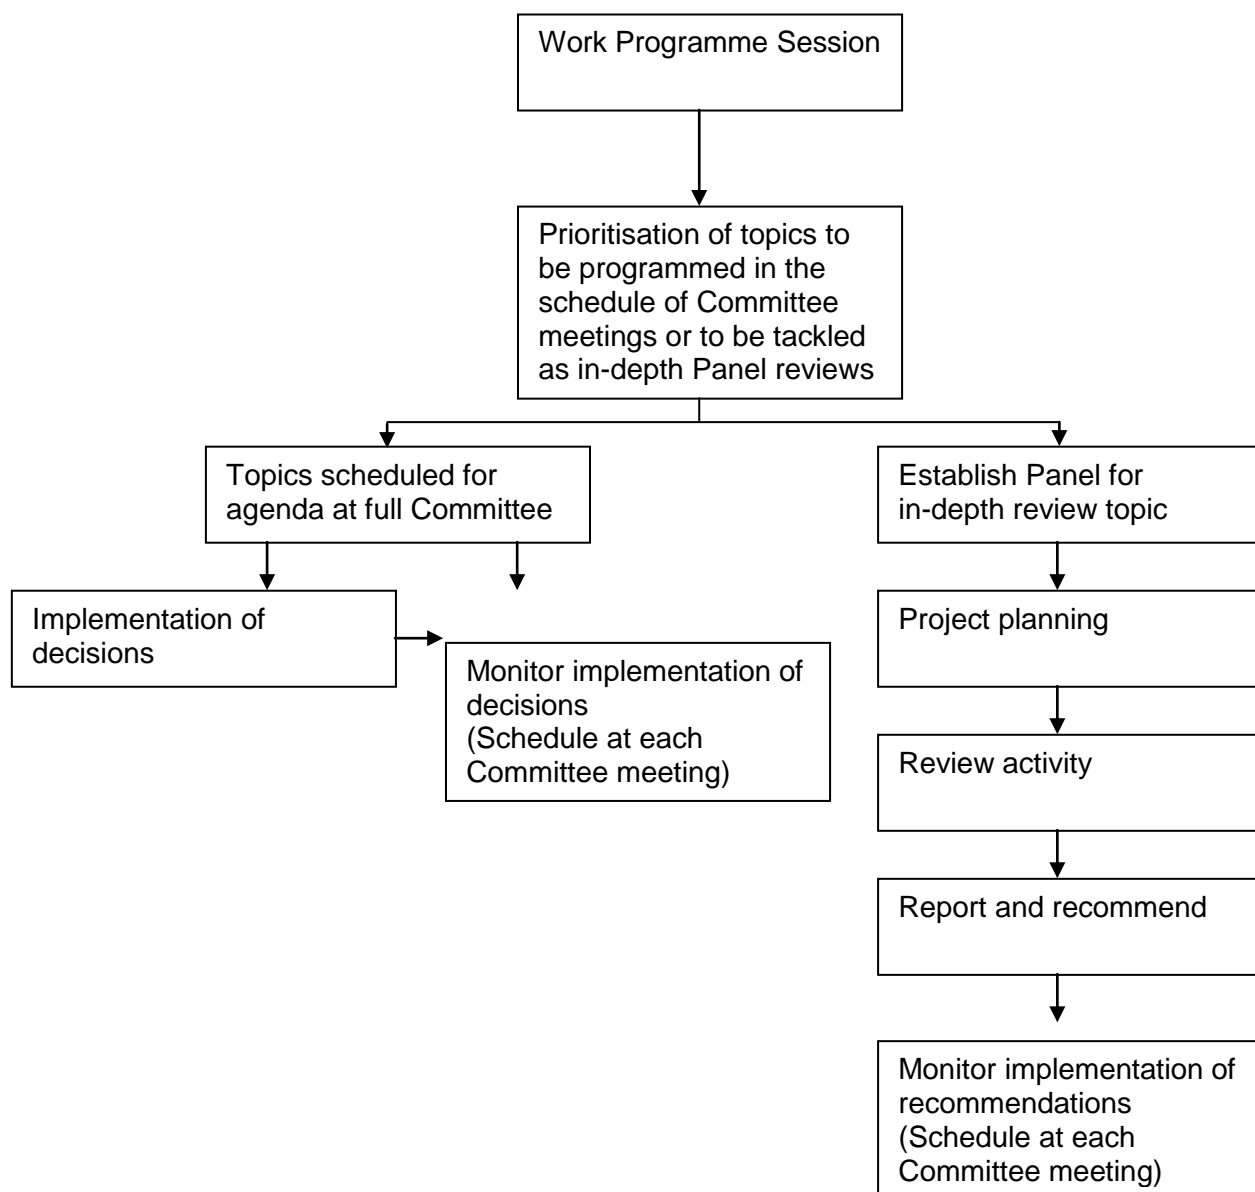 Work Programme Session
Prioritisation of topics to
be programmed in the
schedule of Committee
meetings or to be tackled
as in-depth Panel reviews
Topics scheduled for
agenda at full Committee
Establish Panel for
in-depth review topic
Implementation of
decisions
Project planning
Monitor implementation of
decisions
(Schedule at each
Committee meeting)
Review activity
Report and recommend
Monitor implementation of
recommendations
(Schedule at each
Committee meeting)